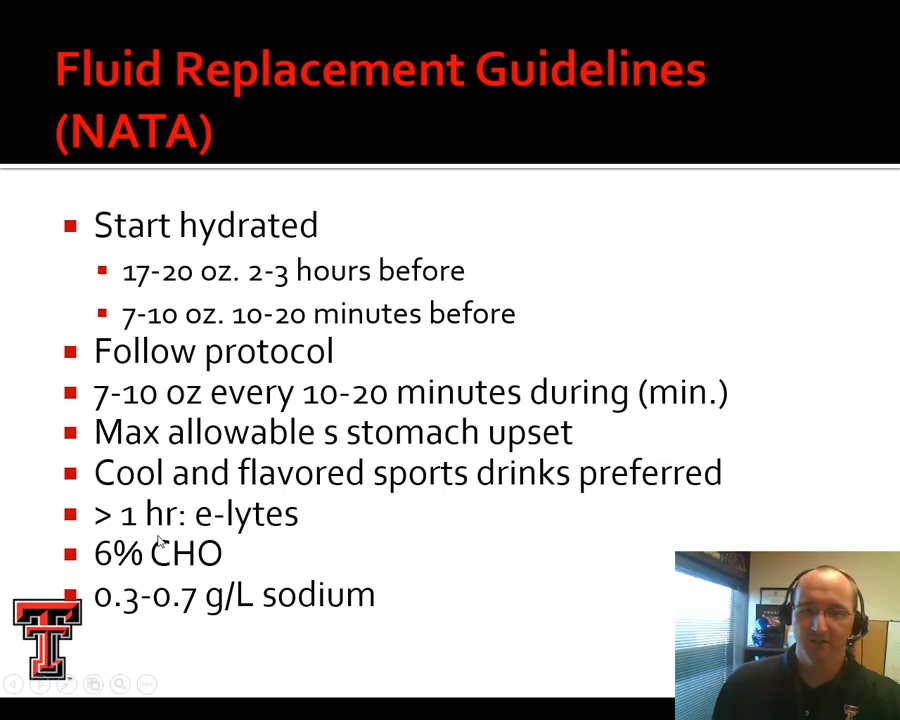 Fluid Replacement Guidelines
(NATA)
Start hydrated
17-20 oz. 2-3 hours before
7-10 oz. 10-20 minutes before
Follow protocol
7-10 oz every 10-20 minutes during (min.)
Max allowable s stomach upset
Cool and flavored sports drinks preferred
> 1 hr: e-lytes
6% CHO
0.3-0.7 g/L sodium